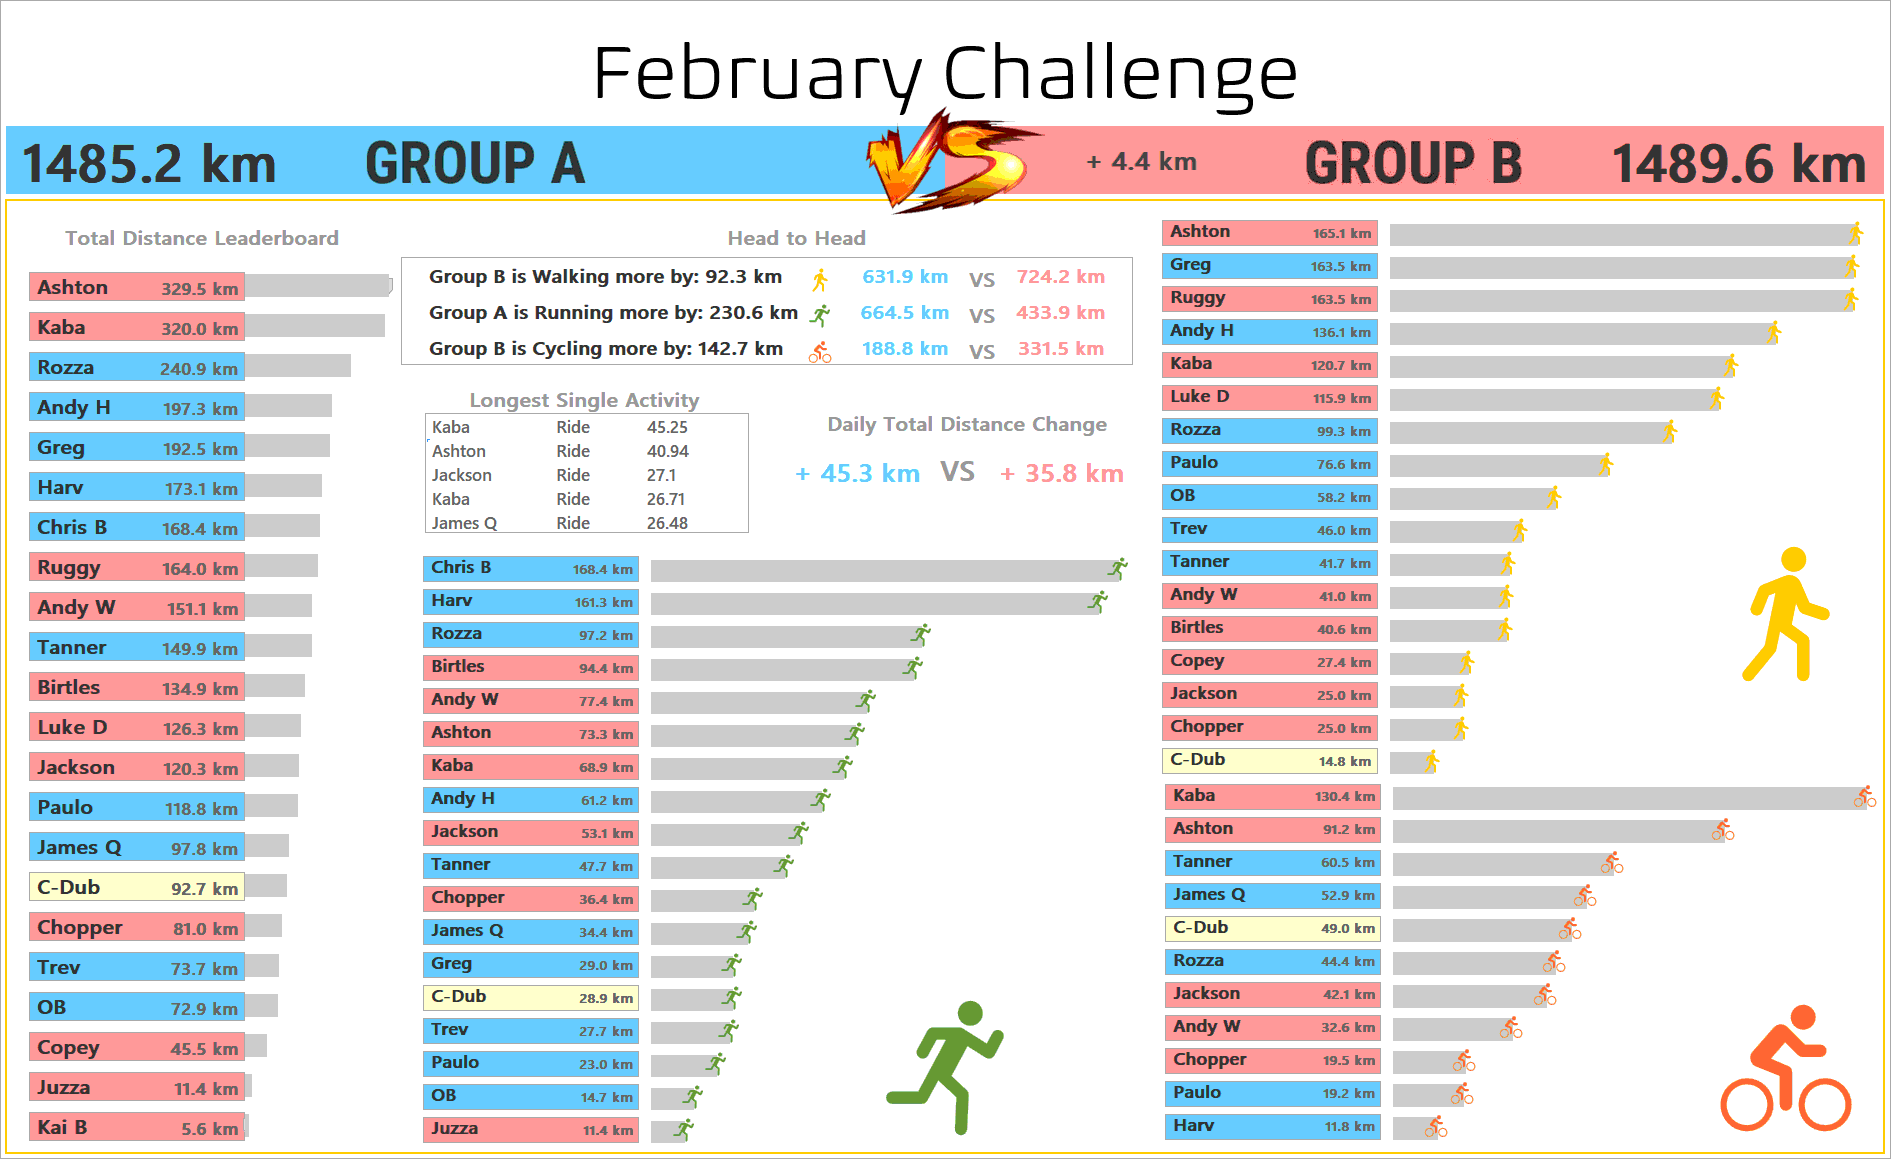 February Challenge
1485.2 km GROUP A VS + 4.4 km GROUP B 1489.6 km
Total Distance Leaderboard
Ashton 329.5 km
Kaba 320.0 km
Rozza 240.9 km
Andy H 197.3 km
Greg 192.5 km
Harv 173.1 km
Chris B 168.4 km
Ruggy 164.0 km
Andy W 151.1 km
Tanner 149.9 km
Birtles 134.9 km
Luke D 126.3 km
Jackson 120.3 km
Paulo 118.8 km
James Q 97.8 km
C-Dub 92.7 km
Chopper 81.0 km
Trev 73.7 km
OB 72.9 km
Copey 45.5 km
Juzza 11.4 km
Kai B 5.6 km
Head to Head
Group B is Walking more by: 92.3 km 631.9 km VS 724.2 km
Group A is Running more by: 230.6 km 664.5 km VS 433.9 km
Group B is Cycling more by: 142.7 km 188.8 km VS 331.5 km
Longest Single Activity
Kaba Ride 45.25
Ashton Ride 40.94
Jackson Ride 27.1
Kaba Ride 26.71
James Q Ride 26.48
Daily Total Distance Change
+ 45.3 km VS + 35.8 km
Chris B 168.4 km
Harv 161.3 km
Rozza 97.2 km
Birtles 94.4 km
Andy W 77.4 km
Ashton 73.3 km
Kaba 68.9 km
Andy H 61.2 km
Jackson 53.1 km
Tanner 47.7 km
Chopper 36.4 km
James Q 34.4 km
Greg 29.0 km
C-Dub 28.9 km
Trev 27.7 km
Paulo 23.0 km
OB 14.7 km
Juzza 11.4 km
Ashton 165.1 km
Greg 163.5 km
Ruggy 163.5 km
Andy H 136.1 km
Kaba 120.7 km
Luke D 115.9 km
Rozza 99.3 km
Paulo 76.6 km
OB 58.2 km
Trev 46.0 km
Tanner 41.7 km
Andy W 41.0 km
Birtles 40.6 km
Copey 27.4 km
Jackson 25.0 km
Chopper 25.0 km
C-Dub 14.8 km
Kaba 130.4 km
Ashton 91.2 km
Tanner 60.5 km
James Q 52.9 km
C-Dub 49.0 km
Rozza 44.4 km
Jackson 42.1 km
Andy W 32.6 km
Chopper 19.5 km
Paulo 19.2 km
Harv 11.8 km